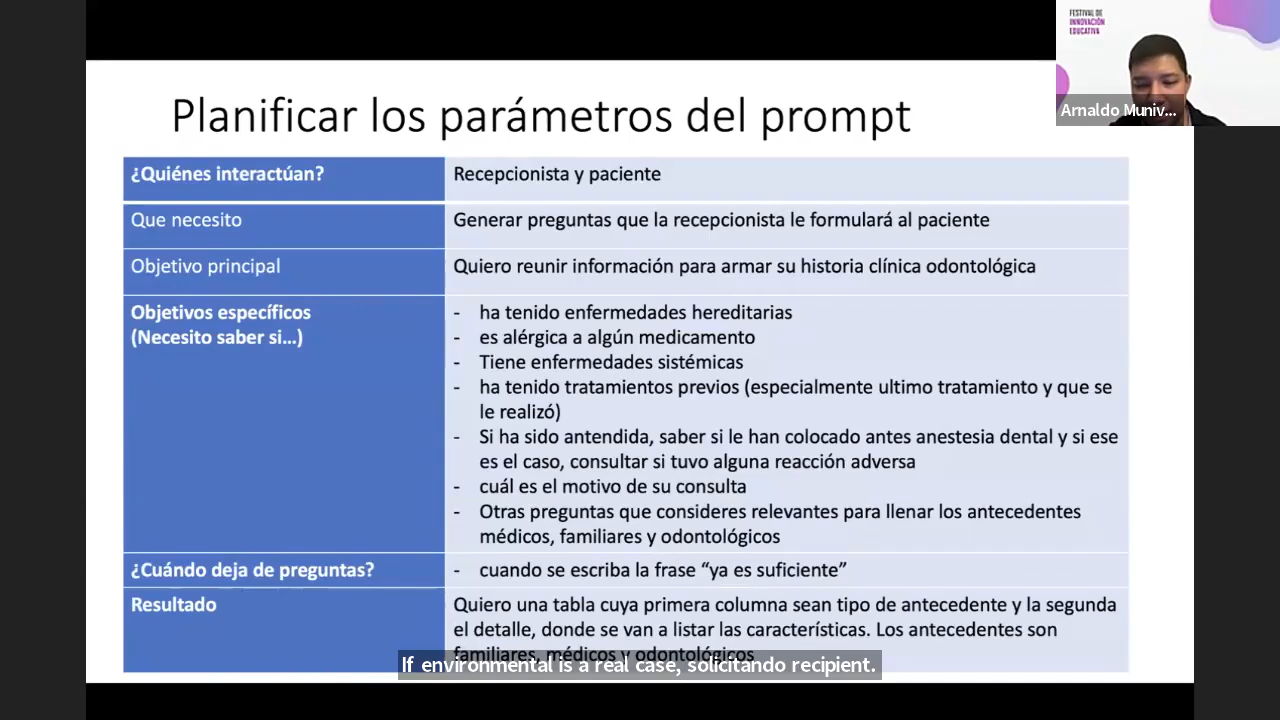 FESTIVAL DE
INNOVACIÓN
EDUCATIVA
Arnaldo Muniv...
Planificar los parámetros del prompt
¿Quiénes interactúan?
Recepcionista y paciente
Que necesito
Generar preguntas que la recepcionista le formulará al paciente
Objetivo principal
Quiero reunir información para armar su historia clínica odontológica
Objetivos específicos
(Necesito saber si...)
- ha tenido enfermedades hereditarias
- es alérgica a algún medicamento
- Tiene enfermedades sistémicas
- ha tenido tratamientos previos (especialmente ultimo tratamiento y que se
le realizó)
- Si ha sido antendida, saber si le han colocado antes anestesia dental y si ese
es el caso, consultar si tuvo alguna reacción adversa
- cuál es el motivo de su consulta
- Otras preguntas que consideres relevantes para llenar los antecedentes
médicos, familiares y odontológicos
¿Cuándo deja de preguntas?
- cuando se escriba la frase “ya es suficiente”
Resultado
Quiero una tabla cuya primera columna sean tipo de antecedente y la segunda
el detalle, donde se van a listar las características. Los antecedentes son
familiares, médicos y odontológicos
If environmental is a real case, solicitando recipient.